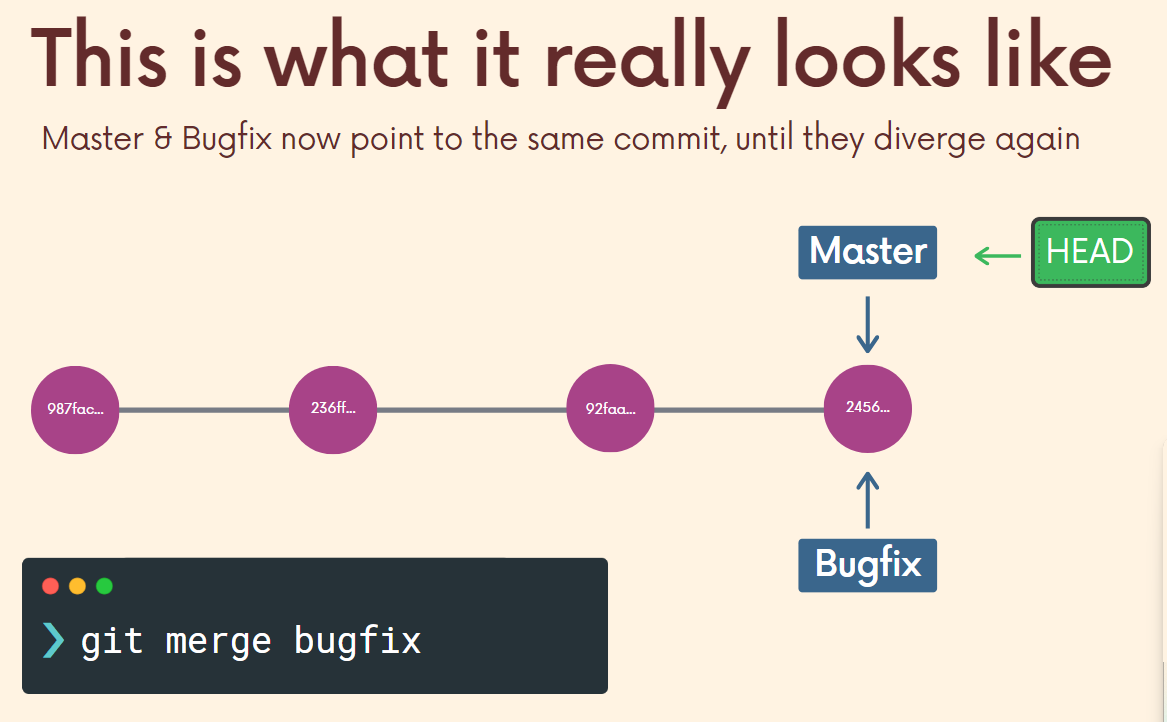 This is what it really looks like
Master & Bugfix now point to the same commit, until they diverge again
Master
HEAD
987fac...
236ff...
92faa...
2456...
Bugfix
❯ git merge bugfix